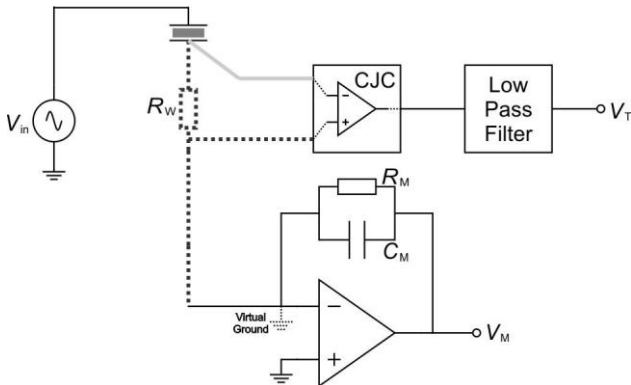 CJC
R_W
Low
Pass
Filter
V_in
V_T
−
+
R_M
C_M
Virtual
Ground
−
+
V_M